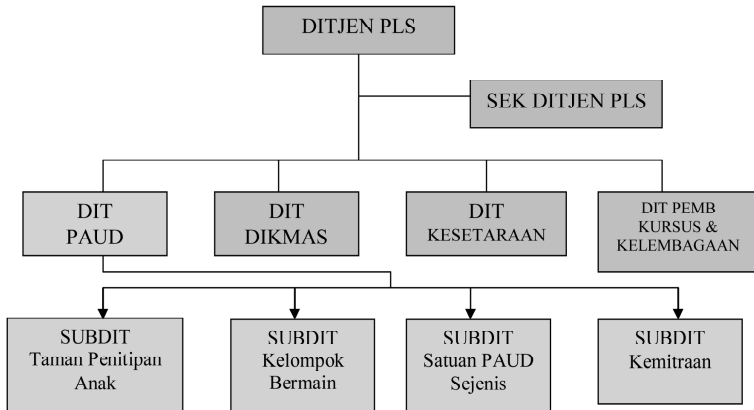 DITJEN PLS
SEK DITJEN PLS
DIT
PAUD
DIT
DIKMAS
DIT
KESETARAAN
DIT PEMB
KURSUS &
KELEMBAGAAN
SUBDIT
Taman Penitipan
Anak
SUBDIT
Kelompok
Bermain
SUBDIT
Satuan PAUD
Sejenis
SUBDIT
Kemitraan